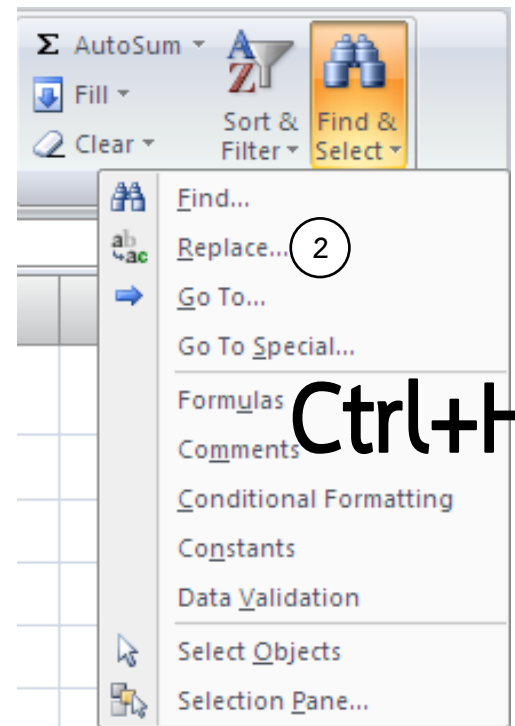 Σ AutoSum
Fill
Clear
Sort &
Filter
Find &
Select
Find...
Replace... 2
Go To...
Go To Special...
Formulas
Ctrl+H
Comments
Conditional Formatting
Constants
Data Validation
Select Objects
Selection Pane...